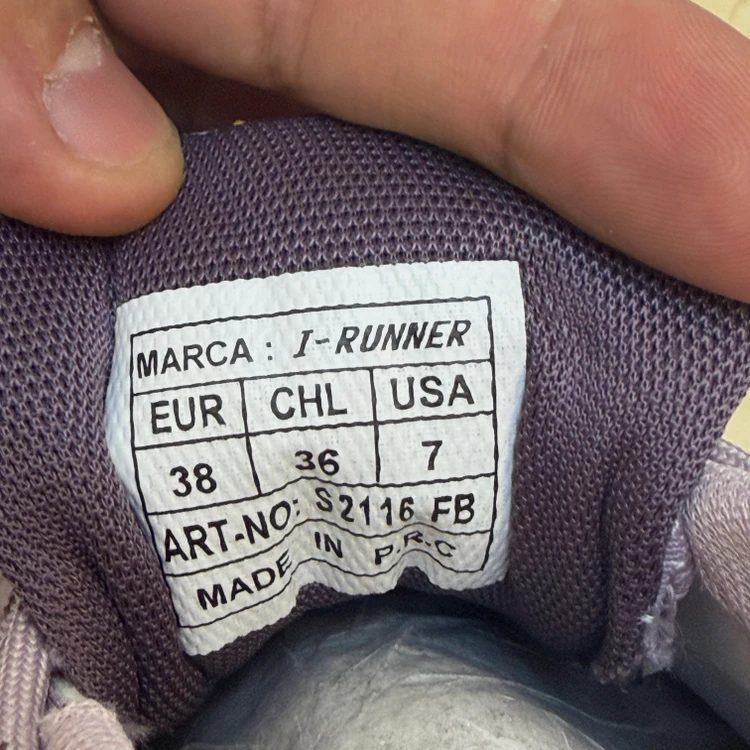 MARCA : I-RUNNER
EUR CHL USA
38 36 7
ART-NO: S2116 FB
MADE IN P.R.C